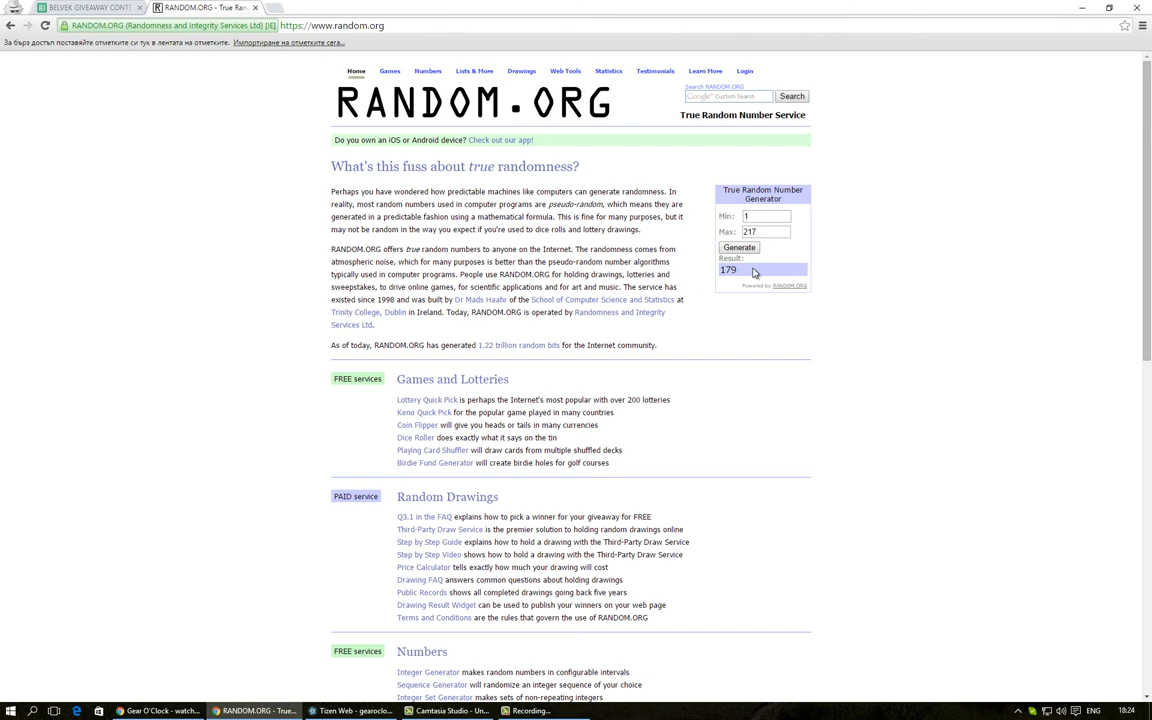 BELVEK GIVEAWAY CONT
RANDOM.ORG - True Ran
RANDOM.ORG (Randomness and Integrity Services Ltd) [IE]
https://www.random.org
За бърз достъп поставяйте отметките си тук в лентата на отметките. Импортиране на отметките сега...
Home Games Numbers Lists & More Drawings Web Tools Statistics Testimonials Learn More Login
RANDOM.ORG
Search RANDOM.ORG
Google™ Custom Search Search
True Random Number Service
Do you own an iOS or Android device? Check out our app!
What's this fuss about true randomness?
Perhaps you have wondered how predictable machines like computers can generate randomness. In
reality, most random numbers used in computer programs are pseudo-random, which means they are
generated in a predictable fashion using a mathematical formula. This is fine for many purposes, but it
may not be random in the way you expect if you're used to dice rolls and lottery drawings.
RANDOM.ORG offers true random numbers to anyone on the Internet. The randomness comes from
atmospheric noise, which for many purposes is better than the pseudo-random number algorithms
typically used in computer programs. People use RANDOM.ORG for holding drawings, lotteries and
sweepstakes, to drive online games, for scientific applications and for art and music. The service has
existed since 1998 and was built by Dr Mads Haahr of the School of Computer Science and Statistics at
Trinity College, Dublin in Ireland. Today, RANDOM.ORG is operated by Randomness and Integrity
Services Ltd.
As of today, RANDOM.ORG has generated 1.22 trillion random bits for the Internet community.
True Random Number
Generator
Min: 1
Max: 217
Generate
Result:
179
Powered by RANDOM.ORG
FREE services
Games and Lotteries
Lottery Quick Pick is perhaps the Internet's most popular with over 200 lotteries
Keno Quick Pick for the popular game played in many countries
Coin Flipper will give you heads or tails in many currencies
Dice Roller does exactly what it says on the tin
Playing Card Shuffler will draw cards from multiple shuffled decks
Birdie Fund Generator will create birdie holes for golf courses
PAID service
Random Drawings
Q3.1 in the FAQ explains how to pick a winner for your giveaway for FREE
Third-Party Draw Service is the premier solution to holding random drawings online
Step by Step Guide explains how to hold a drawing with the Third-Party Draw Service
Step by Step Video shows how to hold a drawing with the Third-Party Draw Service
Price Calculator tells exactly how much your drawing will cost
Drawing FAQ answers common questions about holding drawings
Public Records shows all completed drawings going back five years
Drawing Result Widget can be used to publish your winners on your web page
Terms and Conditions are the rules that govern the use of RANDOM.ORG
FREE services
Numbers
Integer Generator makes random numbers in configurable intervals
Sequence Generator will randomize an integer sequence of your choice
Integer Set Generator makes sets of non-repeating integers
Gear O'Clock - watch...
RANDOM.ORG - True...
Tizen Web - gearoclo...
Camtasia Studio - Un...
Recording...
ENG
18:24